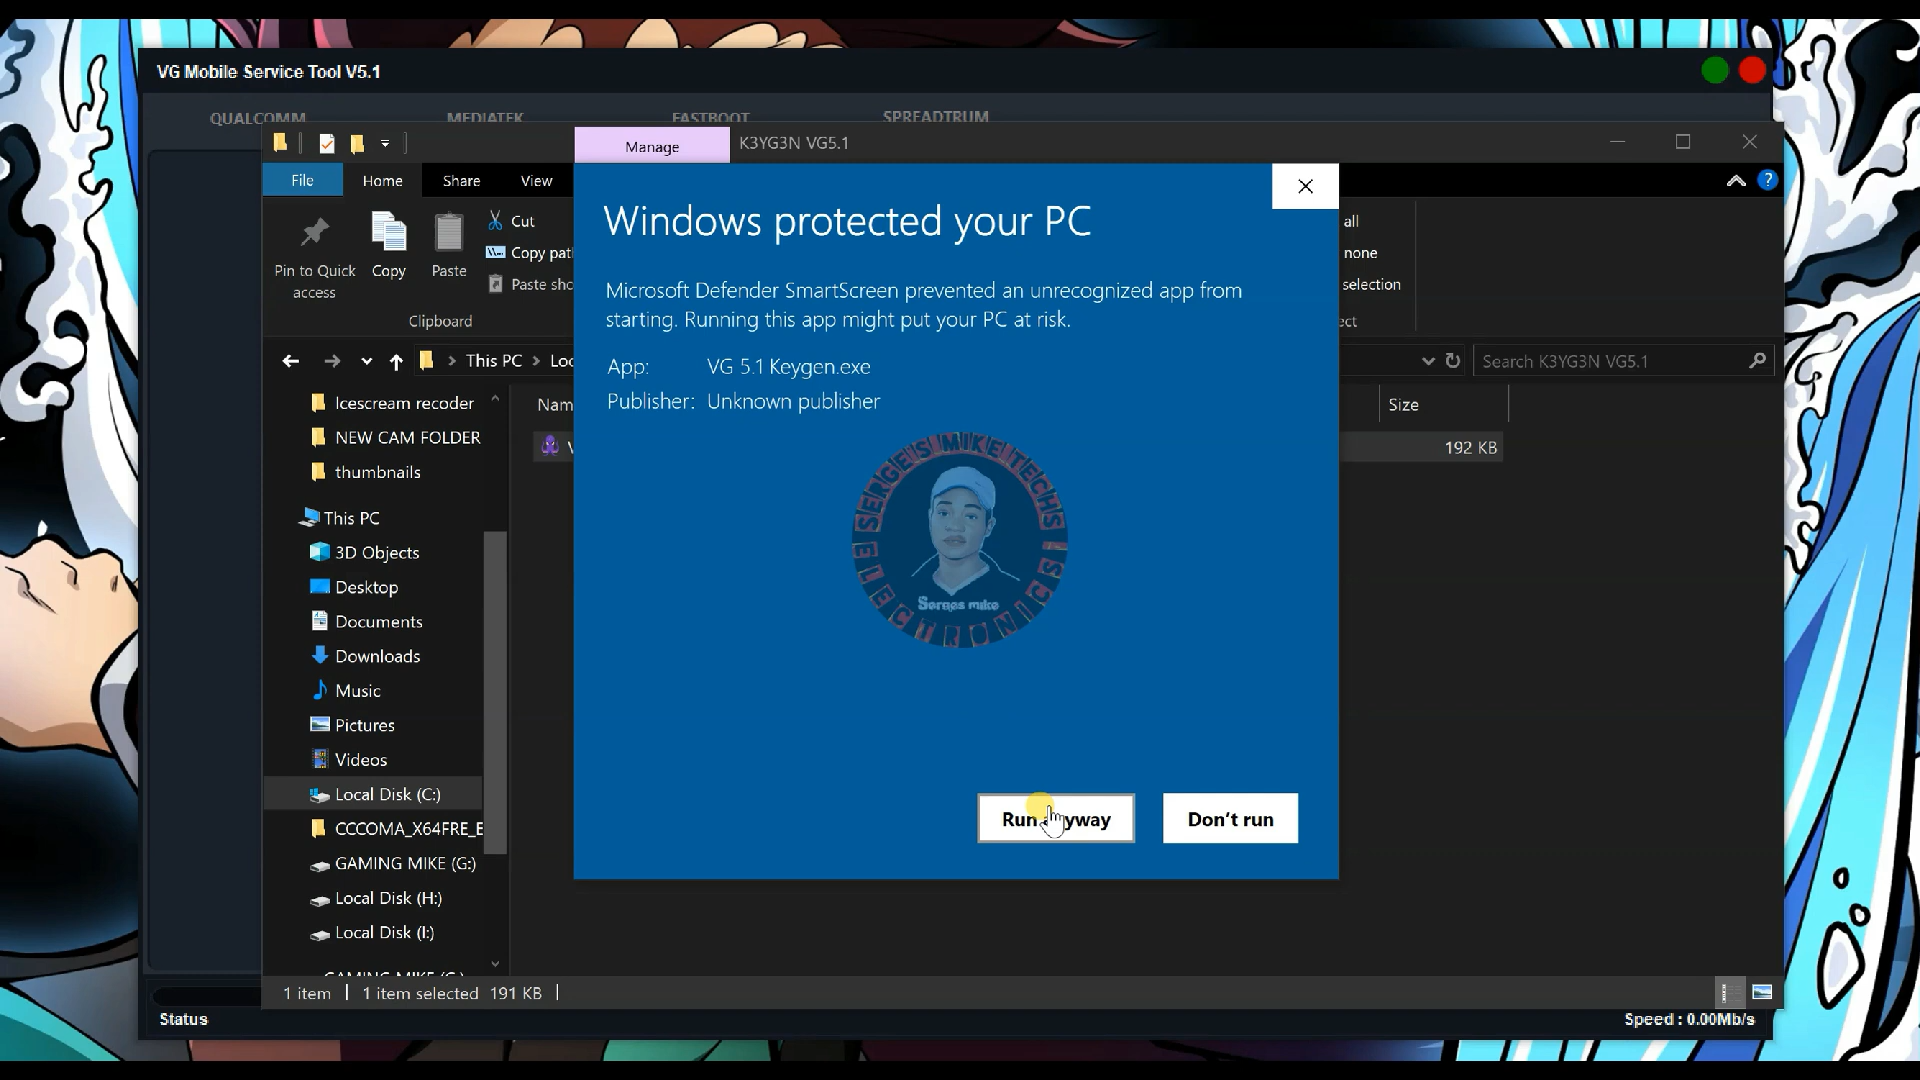 VG Mobile Service Tool V5.1
QUALCOMM MEDIATEK FASTBOOT SPREADTRUM
Manage K3YG3N VG5.1
File Home Share View
Pin to Quick access
Copy
Paste
Cut
Copy pat
Paste sho
Clipboard
all
none
selection
ect
This PC > Loc
Search K3YG3N VG5.1
Icescream recoder
NEW CAM FOLDER
thumbnails
This PC
3D Objects
Desktop
Documents
Downloads
Music
Pictures
Videos
Local Disk (C:)
CCCOMA_X64FRE_E
GAMING MIKE (G:)
Local Disk (H:)
Local Disk (I:)
Nam
Size
V
192 KB
Windows protected your PC
Microsoft Defender SmartScreen prevented an unrecognized app from
starting. Running this app might put your PC at risk.
App: VG 5.1 Keygen.exe
Publisher: Unknown publisher
SERGES MIKE TECHS
Serges mike
ELECTRONICS
Run anyway
Don't run
1 item
1 item selected 191 KB
Status
Speed : 0.00Mb/s